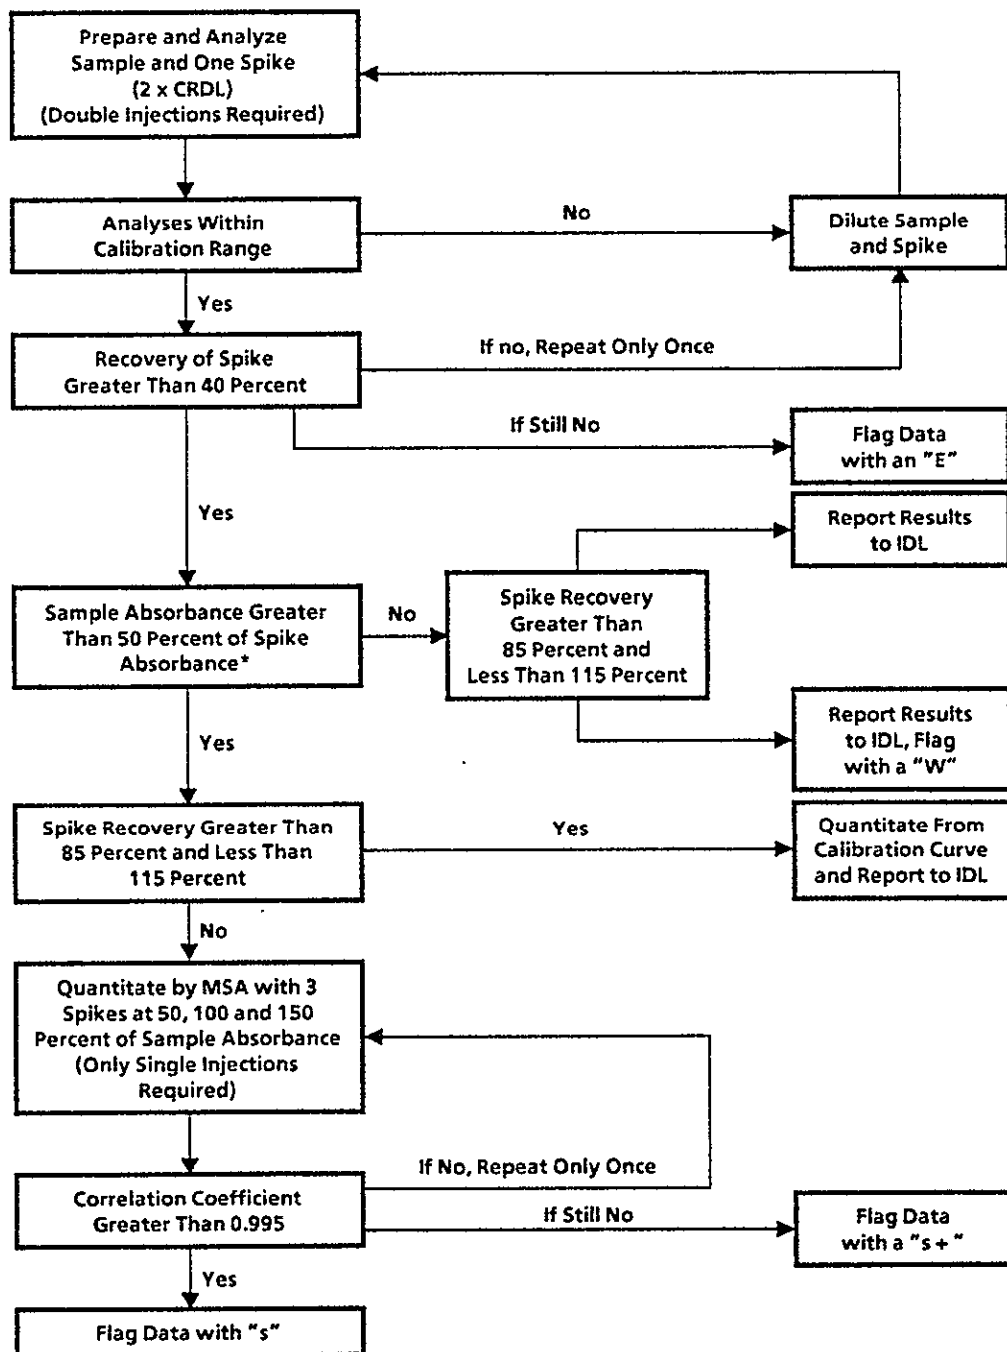 Prepare and Analyze
Sample and One Spike
(2 x CRDL)
(Double Injections Required)
Analyses Within
Calibration Range
No
Dilute Sample
and Spike
Yes
Recovery of Spike
Greater Than 40 Percent
If no, Repeat Only Once
If Still No
Flag Data
with an "E"
Yes
Report Results
to IDL
Sample Absorbance Greater
Than 50 Percent of Spike
Absorbance*
No
Spike Recovery
Greater Than
85 Percent and
Less Than 115 Percent
Yes
Report Results
to IDL, Flag
with a "W"
Spike Recovery Greater Than
85 Percent and Less Than
115 Percent
Yes
Quantitate From
Calibration Curve
and Report to IDL
No
Quantitate by MSA with 3
Spikes at 50, 100 and 150
Percent of Sample Absorbance
(Only Single Injections
Required)
If No, Repeat Only Once
Correlation Coefficient
Greater Than 0.995
If Still No
Flag Data
with a "s + "
Yes
Flag Data with "s"